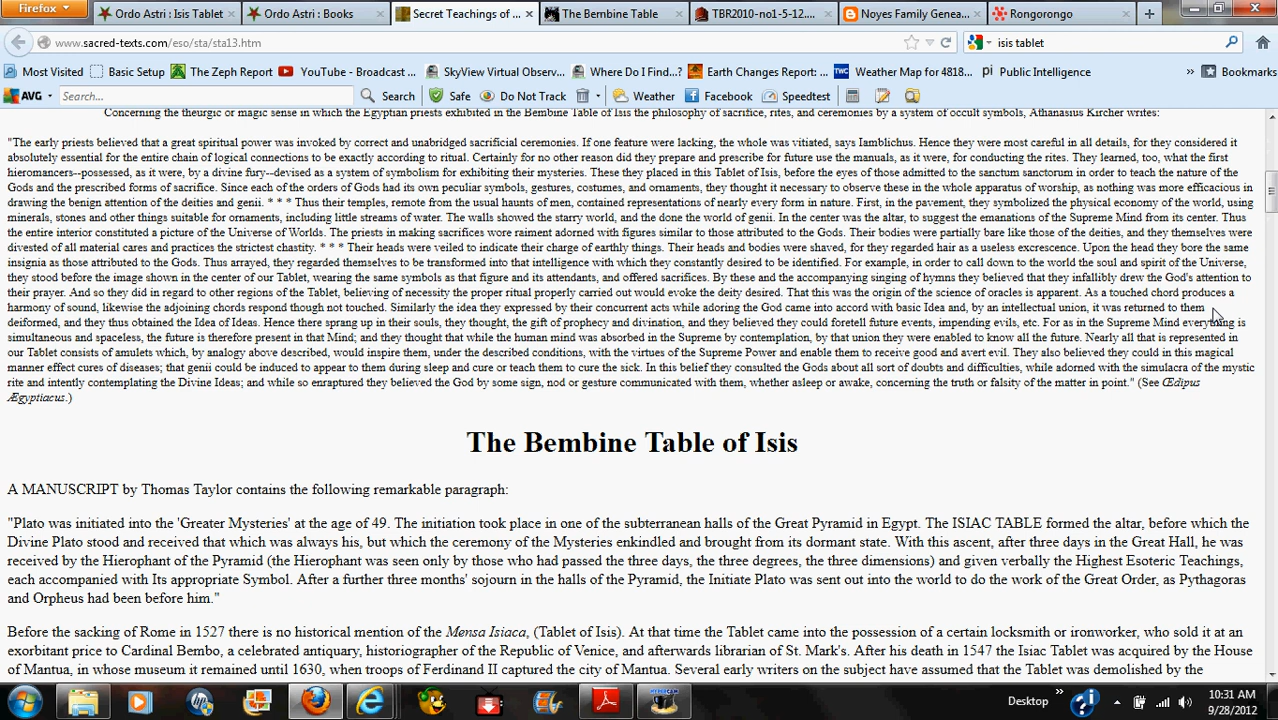 Firefox
Ordo Astri : Isis Tablet
Ordo Astri : Books
Secret Teachings of ...
The Bembine Table
TBR2010-no1-5-12....
Noyes Family Genea...
Rongorongo
www.sacred-texts.com/eso/sta/sta13.htm
isis tablet
Most Visited
Basic Setup
The Zeph Report
YouTube - Broadcast ...
SkyView Virtual Observ...
Where Do I Find...?
Earth Changes Report: ...
TWC Weather Map for 4818...
pi Public Intelligence
»
Bookmarks
AVG
Search...
Search
Safe
Do Not Track
Weather
Facebook
Speedtest
Concerning the theurgic or magic sense in which the Egyptian priests exhibited in the Bembine Table of Isis the philosophy of sacrifice, rites, and ceremonies by a system of occult symbols, Athanasius Kircher writes:
"The early priests believed that a great spiritual power was invoked by correct and unabridged sacrificial ceremonies. If one feature were lacking, the whole was vitiated, says Iamblichus. Hence they were most careful in all details, for they considered it
absolutely essential for the entire chain of logical connections to be exactly according to ritual. Certainly for no other reason did they prepare and prescribe for future use the manuals, as it were, for conducting the rites. They learned, too, what the first
hieromancers--possessed, as it were, by a divine fury--devised as a system of symbolism for exhibiting their mysteries. These they placed in this Tablet of Isis, before the eyes of those admitted to the sanctum sanctorum in order to teach the nature of the
Gods and the prescribed forms of sacrifice. Since each of the orders of Gods had its own peculiar symbols, gestures, costumes, and ornaments, they thought it necessary to observe these in the whole apparatus of worship, as nothing was more efficacious in
drawing the benign attention of the deities and genii. * * * Thus their temples, remote from the usual haunts of men, contained representations of nearly every form in nature. First, in the pavement, they symbolized the physical economy of the world, using
minerals, stones and other things suitable for ornaments, including little streams of water. The walls showed the starry world, and the done the world of genii. In the center was the altar, to suggest the emanations of the Supreme Mind from its center. Thus
the entire interior constituted a picture of the Universe of Worlds. The priests in making sacrifices wore raiment adorned with figures similar to those attributed to the Gods. Their bodies were partially bare like those of the deities, and they themselves were
divested of all material cares and practices the strictest chastity. * * * Their heads were veiled to indicate their charge of earthly things. Their heads and bodies were shaved, for they regarded hair as a useless excrescence. Upon the head they bore the same
insignia as those attributed to the Gods. Thus arrayed, they regarded themselves to be transformed into that intelligence with which they constantly desired to be identified. For example, in order to call down to the world the soul and spirit of the Universe,
they stood before the image shown in the center of our Tablet, wearing the same symbols as that figure and its attendants, and offered sacrifices. By these and the accompanying singing of hymns they believed that they infallibly drew the God's attention to
their prayer. And so they did in regard to other regions of the Tablet, believing of necessity the proper ritual properly carried out would evoke the deity desired. That this was the origin of the science of oracles is apparent. As a touched chord produces a
harmony of sound, likewise the adjoining chords respond though not touched. Similarly the idea they expressed by their concurrent acts while adoring the God came into accord with basic Idea and, by an intellectual union, it was returned to them
deiformed, and they thus obtained the Idea of Ideas. Hence there sprang up in their souls, they thought, the gift of prophecy and divination, and they believed they could foretell future events, impending evils, etc. For as in the Supreme Mind everything is
simultaneous and spaceless, the future is therefore present in that Mind; and they thought that while the human mind was absorbed in the Supreme by contemplation, by that union they were enabled to know all the future. Nearly all that is represented in
our Tablet consists of amulets which, by analogy above described, would inspire them, under the described conditions, with the virtues of the Supreme Power and enable them to receive good and avert evil. They also believed they could in this magical
manner effect cures of diseases; that genii could be induced to appear to them during sleep and cure or teach them to cure the sick. In this belief they consulted the Gods about all sort of doubts and difficulties, while adorned with the simulacra of the mystic
rite and intently contemplating the Divine Ideas; and while so enraptured they believed the God by some sign, nod or gesture communicated with them, whether asleep or awake, concerning the truth or falsity of the matter in point." (See Œdipus
Ægyptiacus.)
The Bembine Table of Isis
A MANUSCRIPT by Thomas Taylor contains the following remarkable paragraph:
"Plato was initiated into the 'Greater Mysteries' at the age of 49. The initiation took place in one of the subterranean halls of the Great Pyramid in Egypt. The ISIAC TABLE formed the altar, before which the
Divine Plato stood and received that which was always his, but which the ceremony of the Mysteries enkindled and brought from its dormant state. With this ascent, after three days in the Great Hall, he was
received by the Hierophant of the Pyramid (the Hierophant was seen only by those who had passed the three days, the three degrees, the three dimensions) and given verbally the Highest Esoteric Teachings,
each accompanied with Its appropriate Symbol. After a further three months' sojourn in the halls of the Pyramid, the Initiate Plato was sent out into the world to do the work of the Great Order, as Pythagoras
and Orpheus had been before him."
Before the sacking of Rome in 1527 there is no historical mention of the Mensa Isiaca, (Tablet of Isis). At that time the Tablet came into the possession of a certain locksmith or ironworker, who sold it at an
exorbitant price to Cardinal Bembo, a celebrated antiquary, historiographer of the Republic of Venice, and afterwards librarian of St. Mark's. After his death in 1547 the Isiac Tablet was acquired by the House
of Mantua, in whose museum it remained until 1630, when troops of Ferdinand II captured the city of Mantua. Several early writers on the subject have assumed that the Tablet was demolished by the
Desktop
»
10:31 AM
9/28/2012